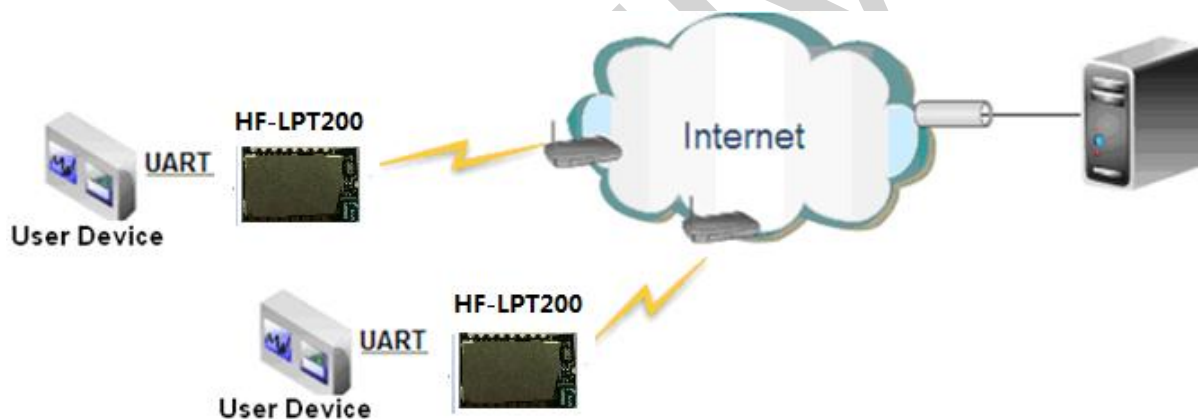 HF-LPT200
UART
User Device
Internet
HF-LPT200
UART
User Device